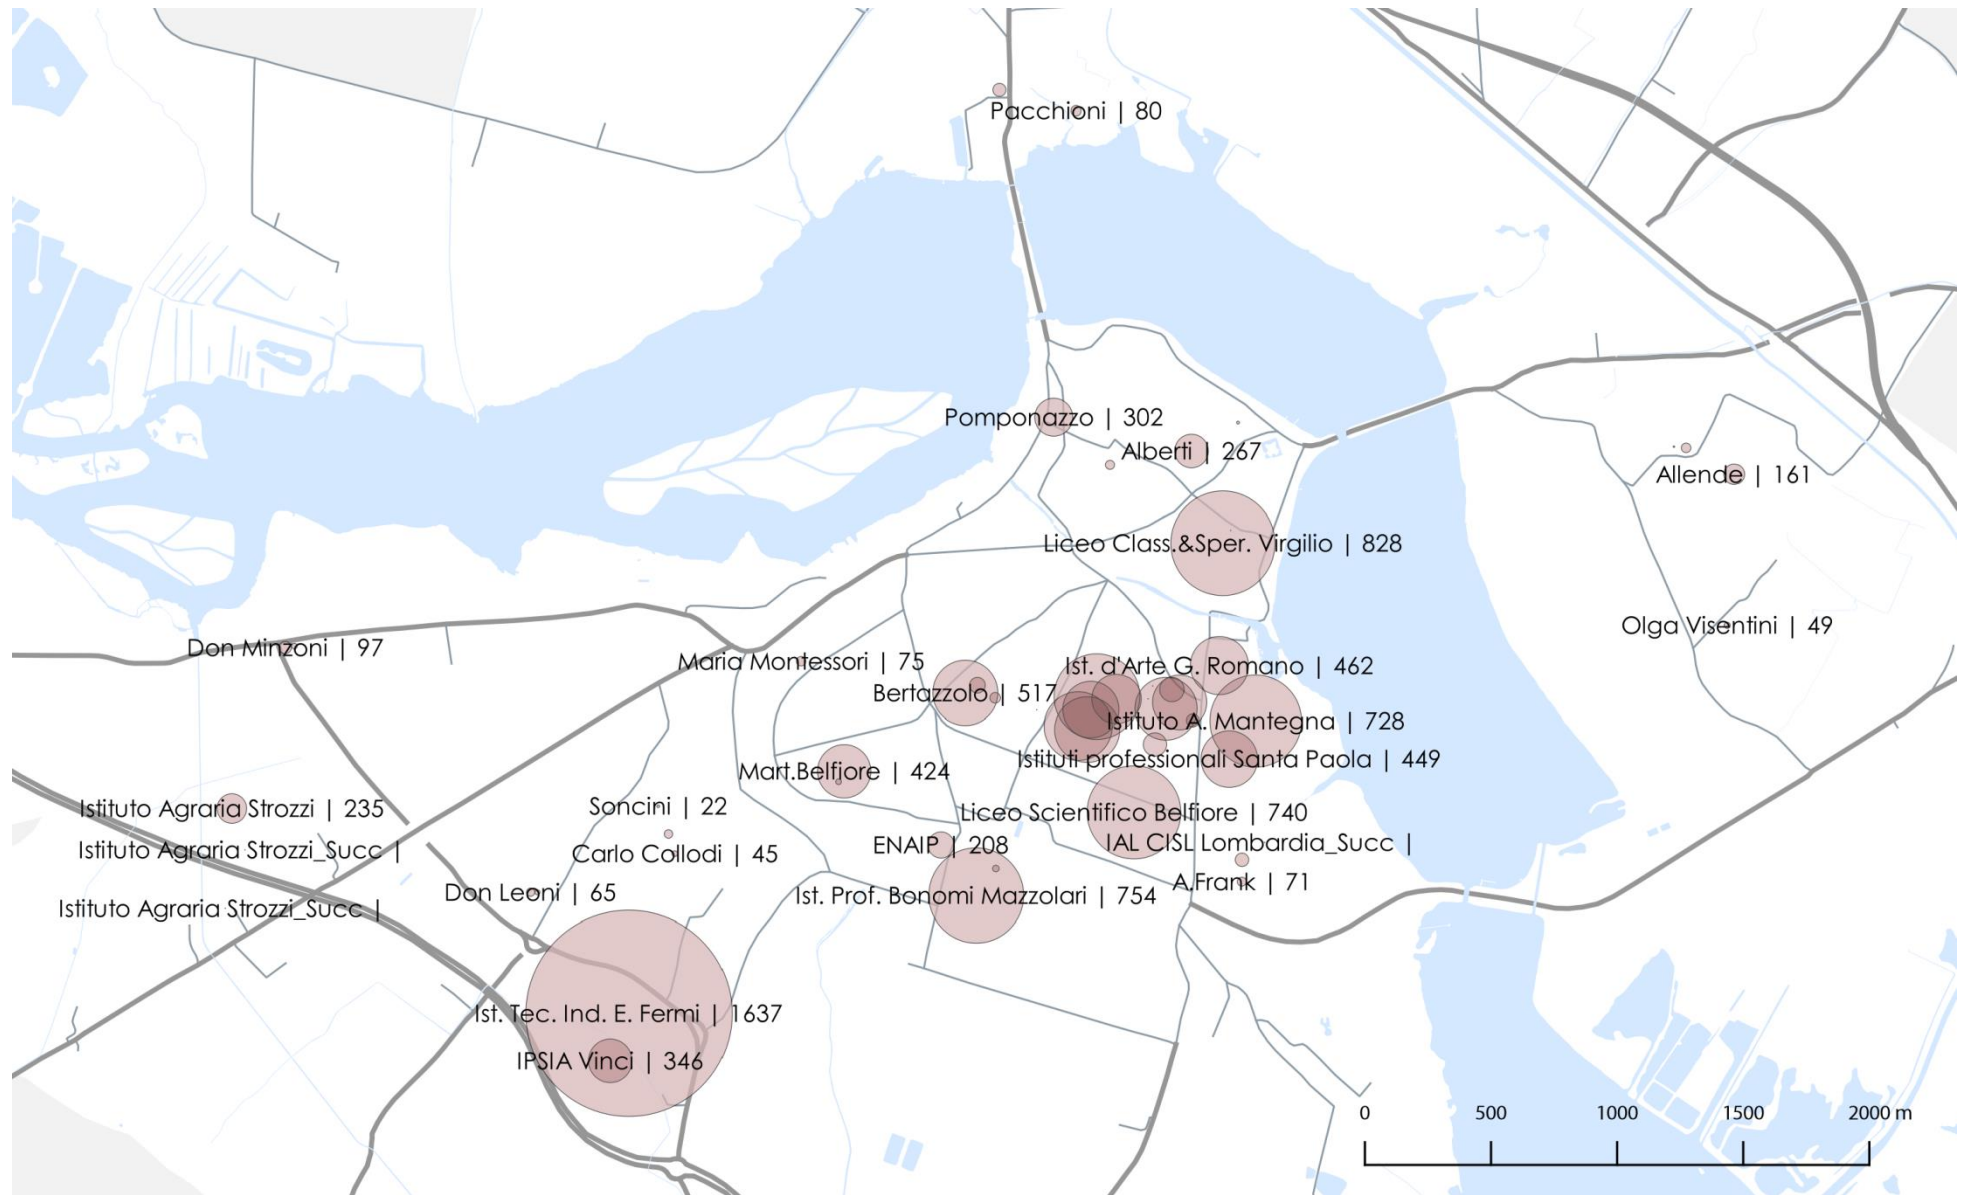 Pacchioni | 80
Pomponazzo | 302
Alberti | 267
Allende | 161
Liceo Class.&Sper. Virgilio | 828
Olga Visentini | 49
Don Minzoni | 97
Maria Montessori | 75
Ist. d'Arte G. Romano | 462
Bertazzolo | 517
Istituto A. Mantegna | 728
Istituti professionali Santa Paola | 449
Mart.Belfiore | 424
Istituto Agraria Strozzi | 235
Soncini | 22
Liceo Scientifico Belfiore | 740
Istituto Agraria Strozzi_Succ |
Carlo Collodi | 45
ENAIP | 208
IAL CISL Lombardia_Succ |
Don Leoni | 65
Ist. Prof. Bonomi Mazzolari | 754
A.Frank | 71
Istituto Agraria Strozzi_Succ |
Ist. Tec. Ind. E. Fermi | 1637
IPSIA Vinci | 346
0 500 1000 1500 2000 m